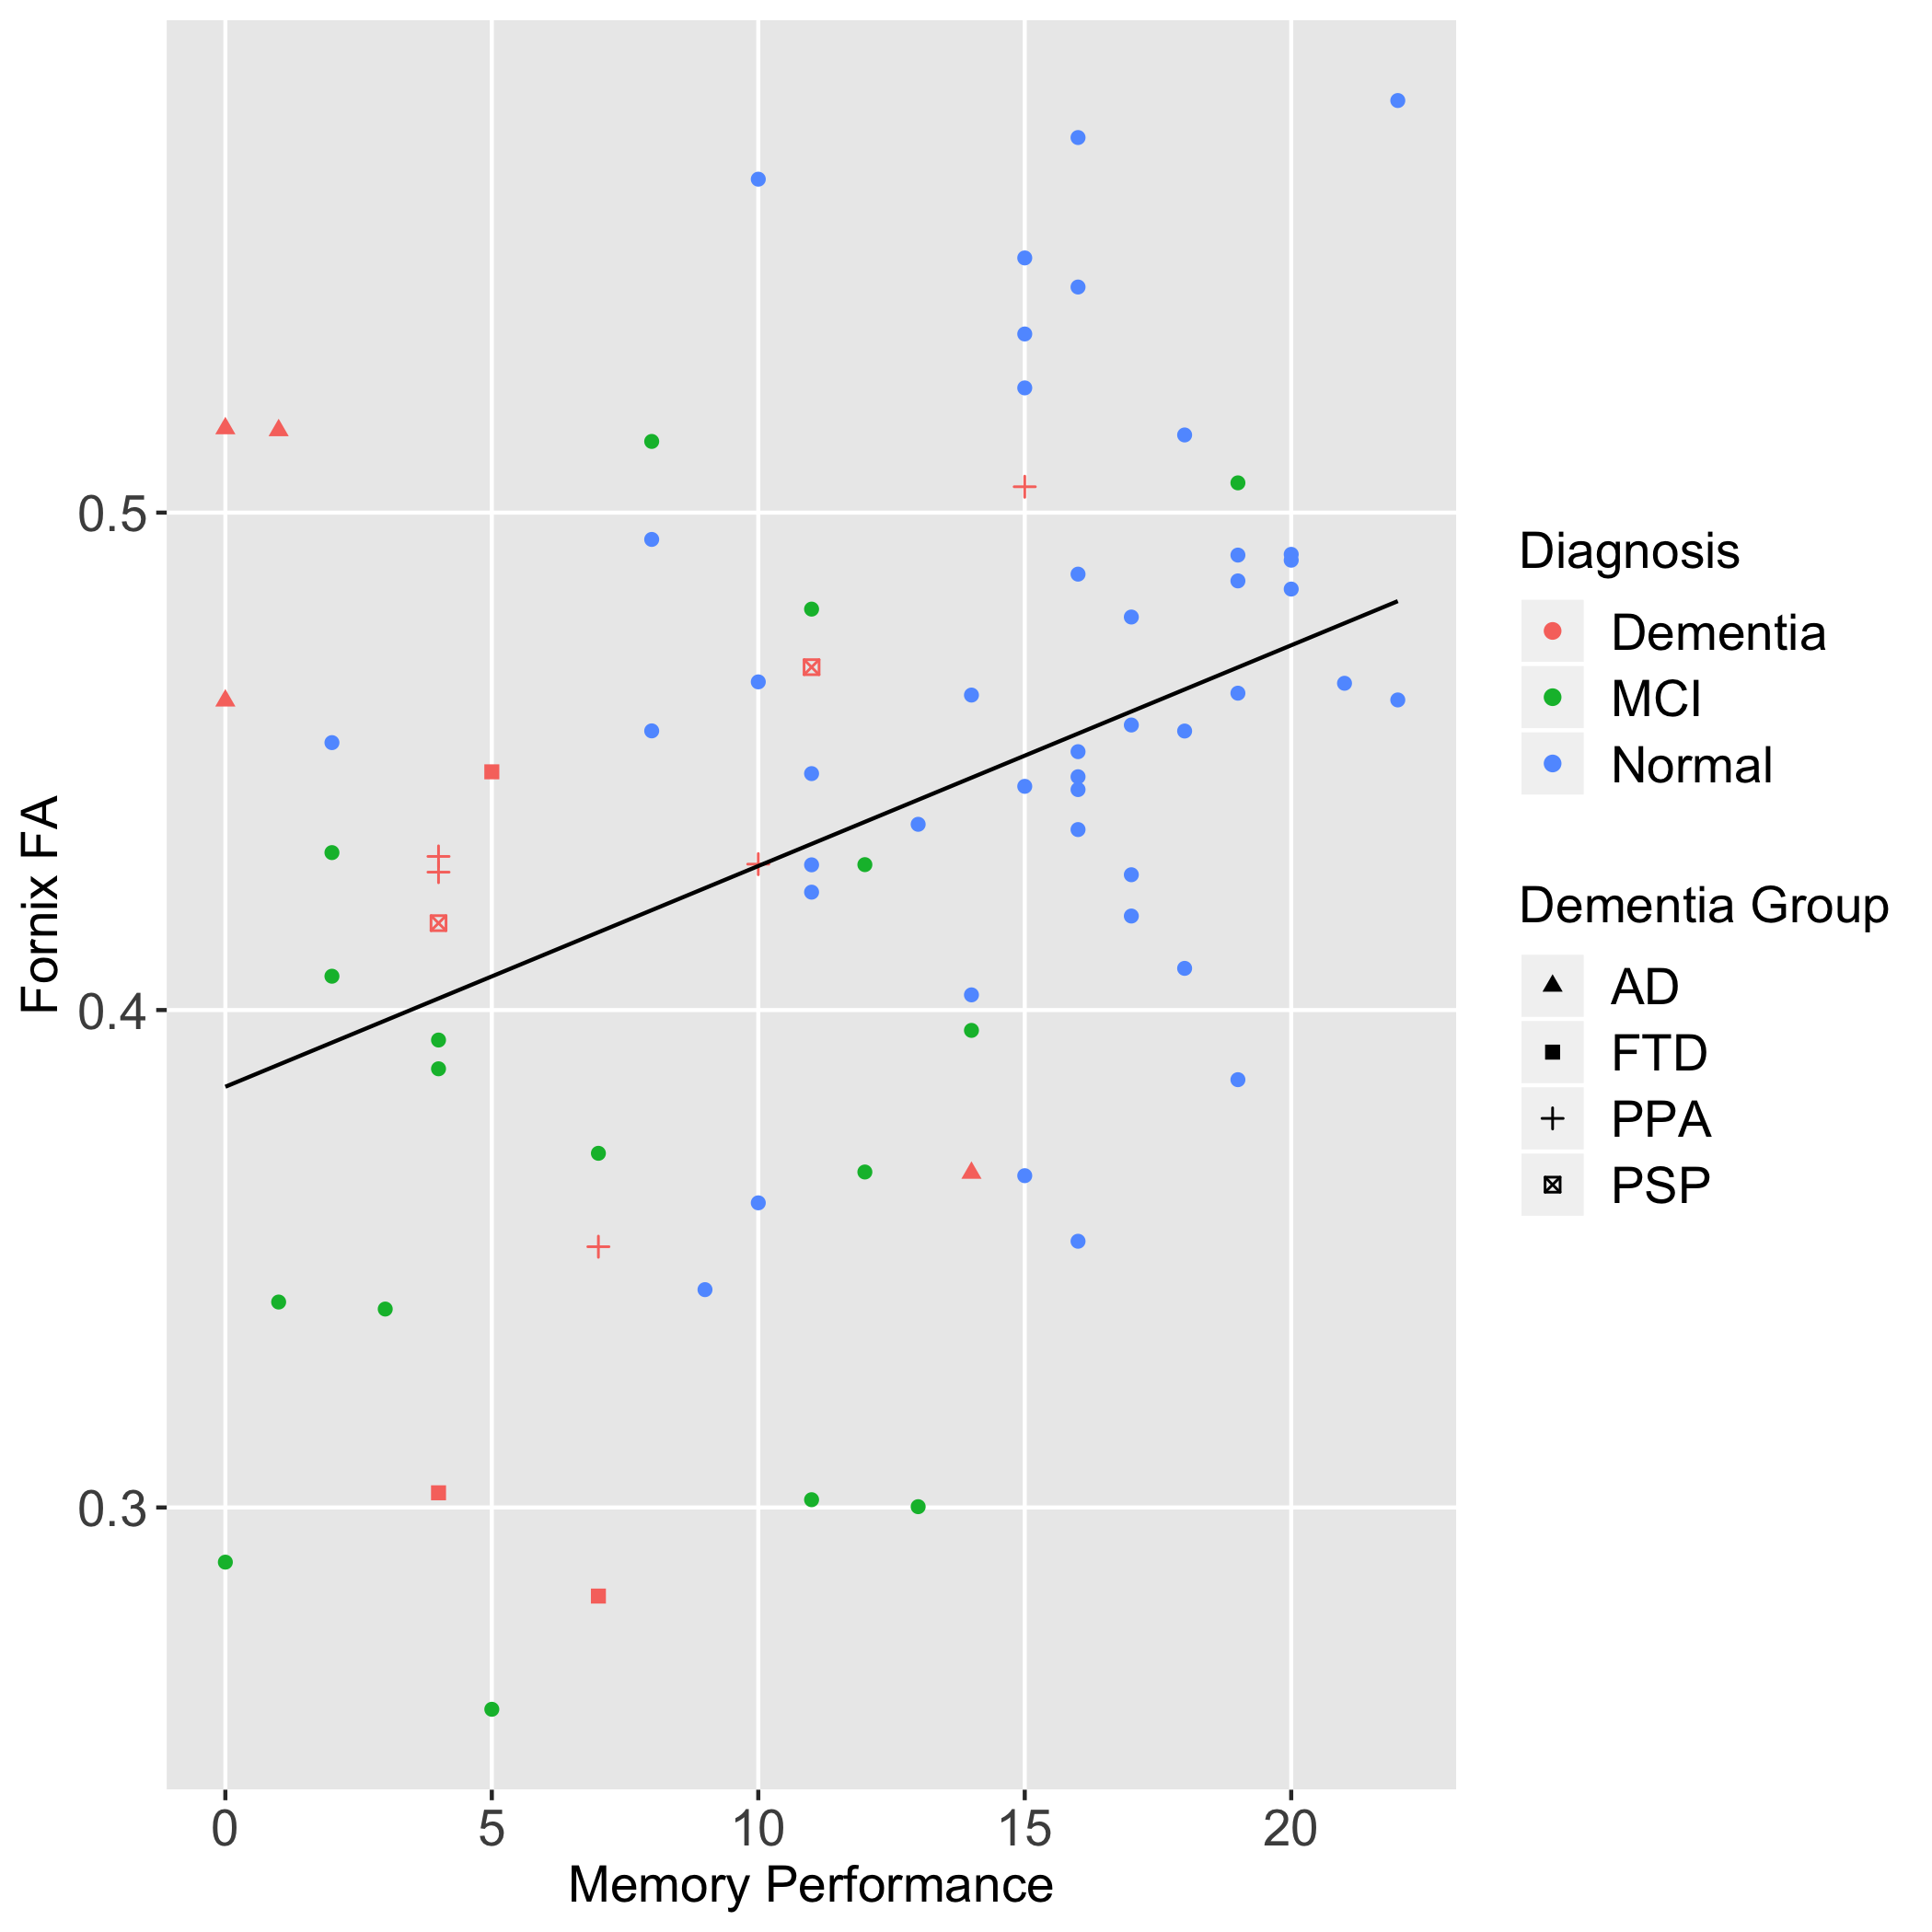 Fornix FA
0.5
0.4
0.3
0 5 10 15 20
Memory Performance
Diagnosis
Dementia
MCI
Normal
Dementia Group
AD
FTD
PPA
PSP